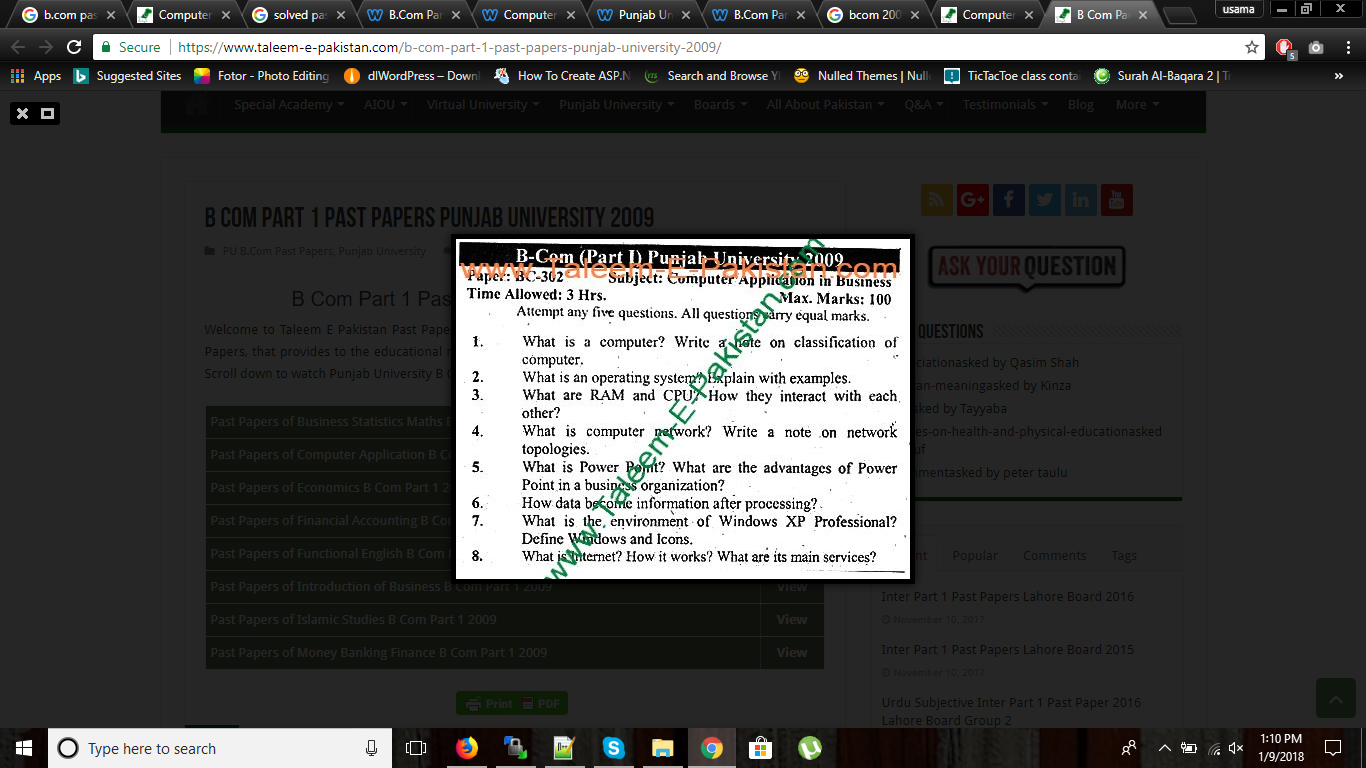 b.com pas
Computer
solved pas
B.Com Par
Computer
Punjab Un
B.Com Par
bcom 200
Computer
B Com Pa
usama
Secure
https://www.taleem-e-pakistan.com/b-com-part-1-past-papers-punjab-university-2009/
Apps
Suggested Sites
Fotor - Photo Editing
dlWordPress – Downl
How To Create ASP.N
Search and Browse YI
Nulled Themes | Nulle
TicTacToe class conta
Surah Al-Baqara 2 | Tr
Special Academy
AIOU
Virtual University
Punjab University
Boards
All About Pakistan
Q&A
Testimonials
Blog
More
B COM PART 1 PAST PAPERS PUNJAB UNIVERSITY 2009
PU B.Com Past Papers, Punjab University
B Com Part 1 Pas
Welcome to Taleem E Pakistan Past Pape
Papers, that provides to the educational
Scroll down to watch Punjab University B C
Past Papers of Business Statistics Maths B
Past Papers of Computer Application B Co
Past Papers of Economics B Com Part 1 2
Past Papers of Financial Accounting B Com
Past Papers of Functional English B Com
Past Papers of Introduction of Business B Com Part 1 2009
View
Past Papers of Islamic Studies B Com Part 1 2009
View
Past Papers of Money Banking Finance B Com Part 1 2009
View
Print
PDF
B-Com (Part I) Punjab University 2009
www.Taleem-E-Pakistan.com
Paper: BC-302 Subject: Computer Application in Business
Time Allowed: 3 Hrs. Max. Marks: 100
Attempt any five questions. All questions carry equal marks.
1. What is a computer? Write a note on classification of
computer.
2. What is an operating system? Explain with examples.
3. What are RAM and CPU? How they interact with each
other?
4. What is computer network? Write a note on network
topologies.
5. What is Power Point? What are the advantages of Power
Point in a business organization?
6. How data become information after processing?
7. What is the environment of Windows XP Professional?
Define Windows and Icons.
8. What is Internet? How it works? What are its main services?
www.Taleem-E-Pakistan.com
ASK YOUR QUESTION
QUESTIONS
ciationasked by Qasim Shah
an-meaningasked by Kinza
sked by Tayyaba
es-on-health-and-physical-educationasked
uf
mentasked by peter taulu
nt
Popular
Comments
Tags
Inter Part 1 Past Papers Lahore Board 2016
November 10, 2017
Inter Part 1 Past Papers Lahore Board 2015
November 10, 2017
Urdu Subjective Inter Part 1 Past Paper 2016
Lahore Board Group 2
Type here to search
1:10 PM
1/9/2018